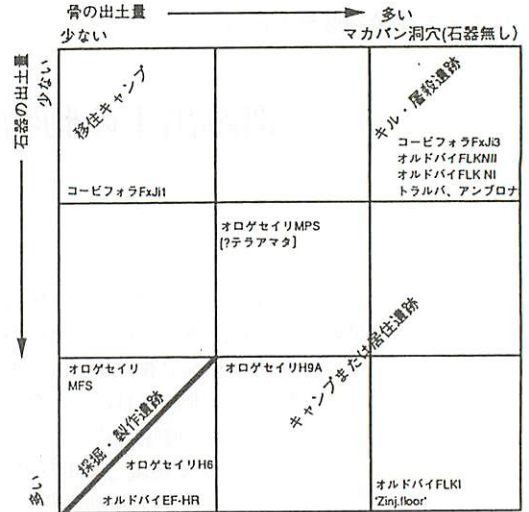 骨の出土量
多い
少ない
マカパン洞穴(石器無し)
石器の出土量
少ない
多い
移住キャンプ
キル・屠殺遺跡
コービフォラFxJi3
オルドバイFLKNII
オルドバイFLK NI
トラルバ、アンブロナ
コービフォラFxJi1
オロゲセイリMPS
[?テラアマタ]
キャンプまたは居住遺跡
オロゲセイリ
MFS
オロゲセイリH9A
採掘・製作遺跡
オロゲセイリH6
オルドバイEF-HR
オルドバイFLKI
'Zinj.floor'